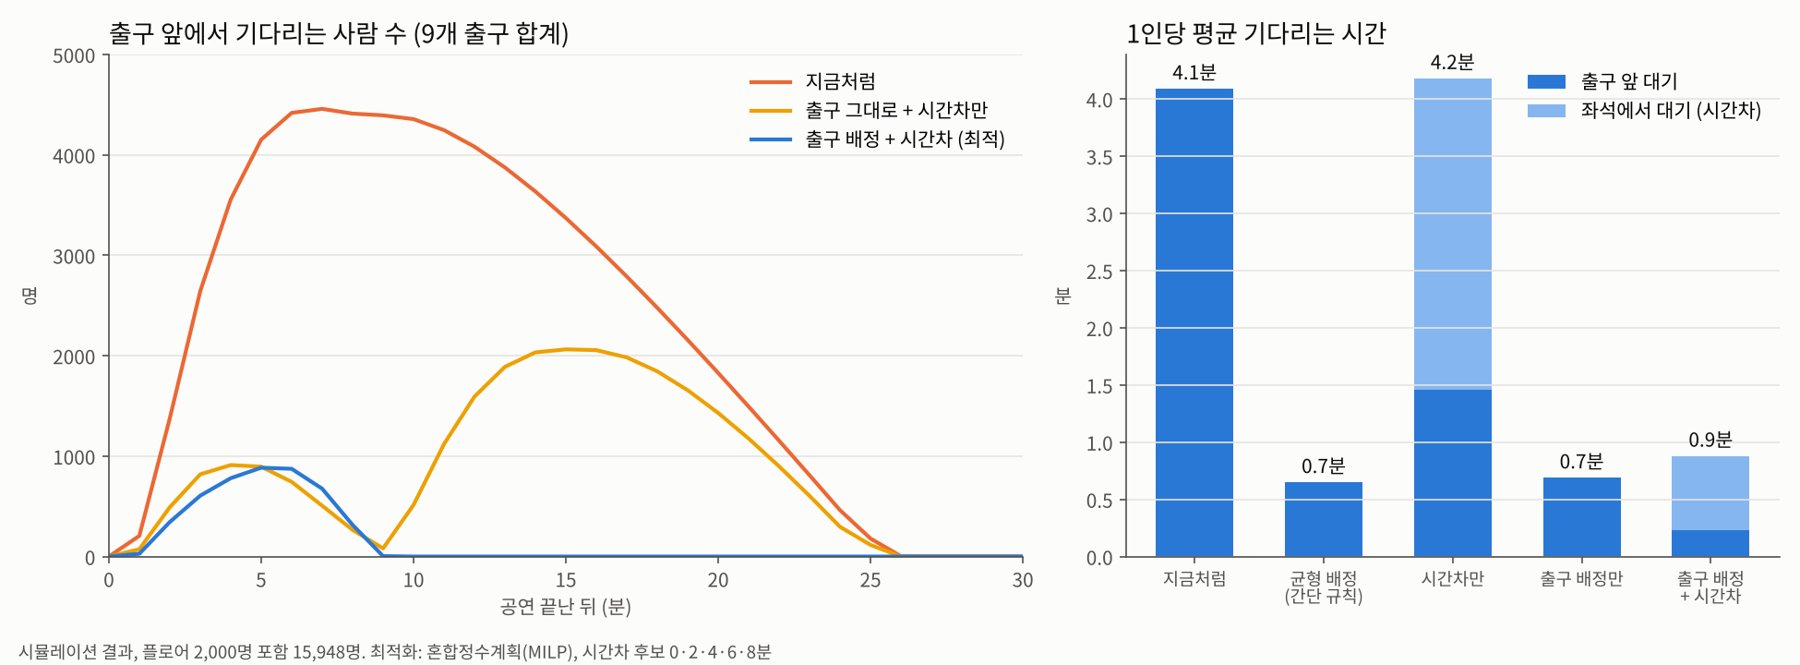 출구 앞에서 기다리는 사람 수 (9개 출구 합계)
5000
4000
3000
2000
1000
0
명
지금처럼
출구 그대로 + 시간차만
출구 배정 + 시간차 (최적)
0
5
10
15
20
25
30
공연 끝난 뒤 (분)
1인당 평균 기다리는 시간
4.0
3.5
3.0
2.5
2.0
1.5
1.0
0.5
0.0
분
출구 앞 대기
좌석에서 대기 (시간차)
4.1분
0.7분
4.2분
0.7분
0.9분
지금처럼
균형 배정
(간단 규칙)
시간차만
출구 배정만
출구 배정
+ 시간차
시뮬레이션 결과, 플로어 2,000명 포함 15,948명. 최적화: 혼합정수계획(MILP), 시간차 후보 0·2·4·6·8분